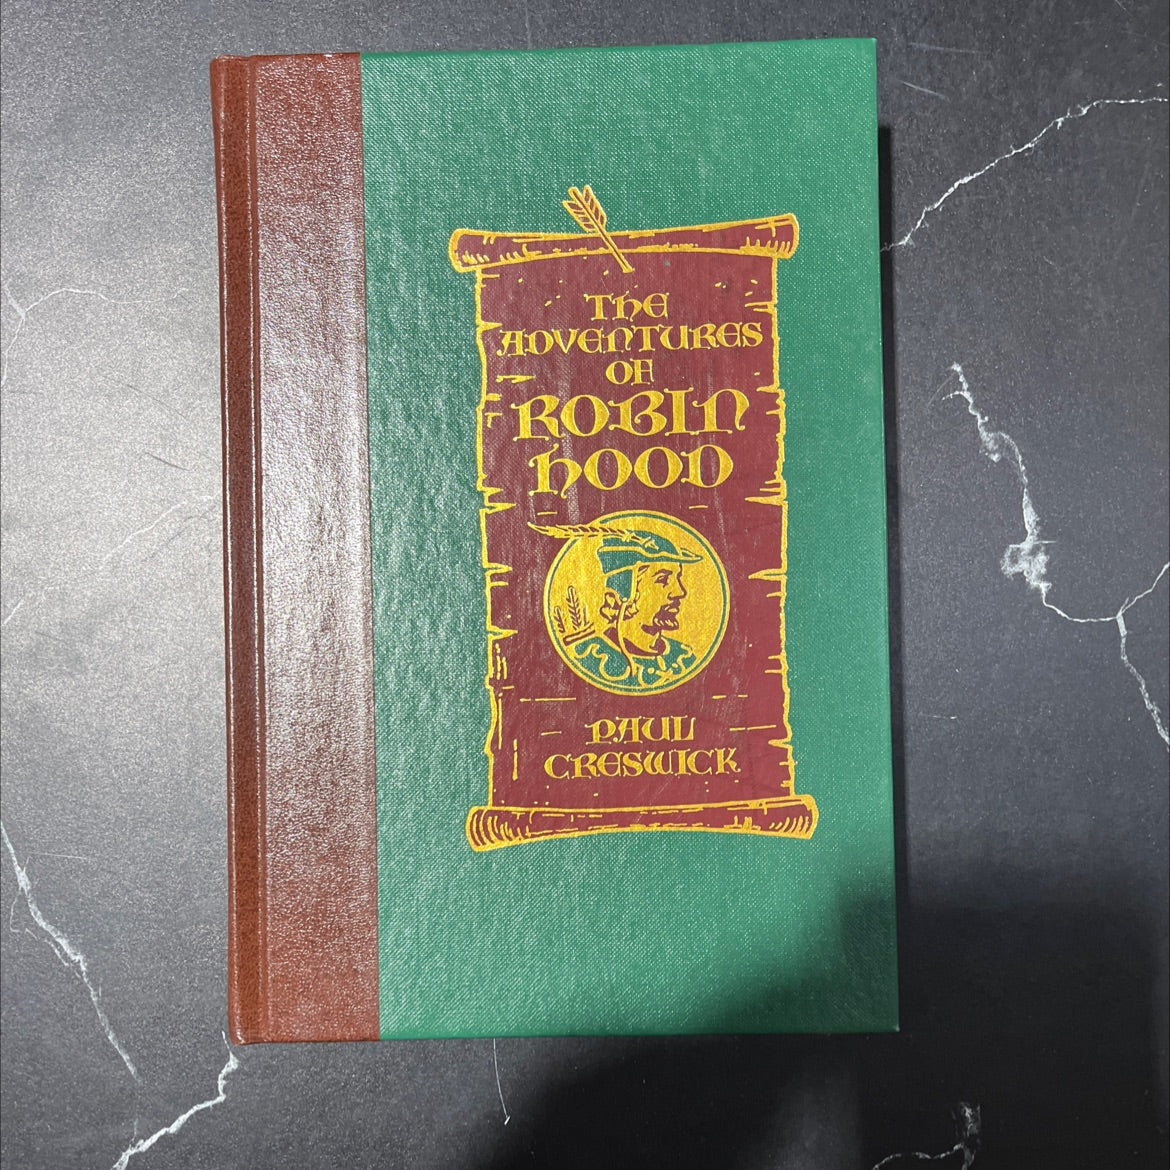 THE
ADVENTURES
OF
ROBIN
HOOD
PAUL
CRESWICK